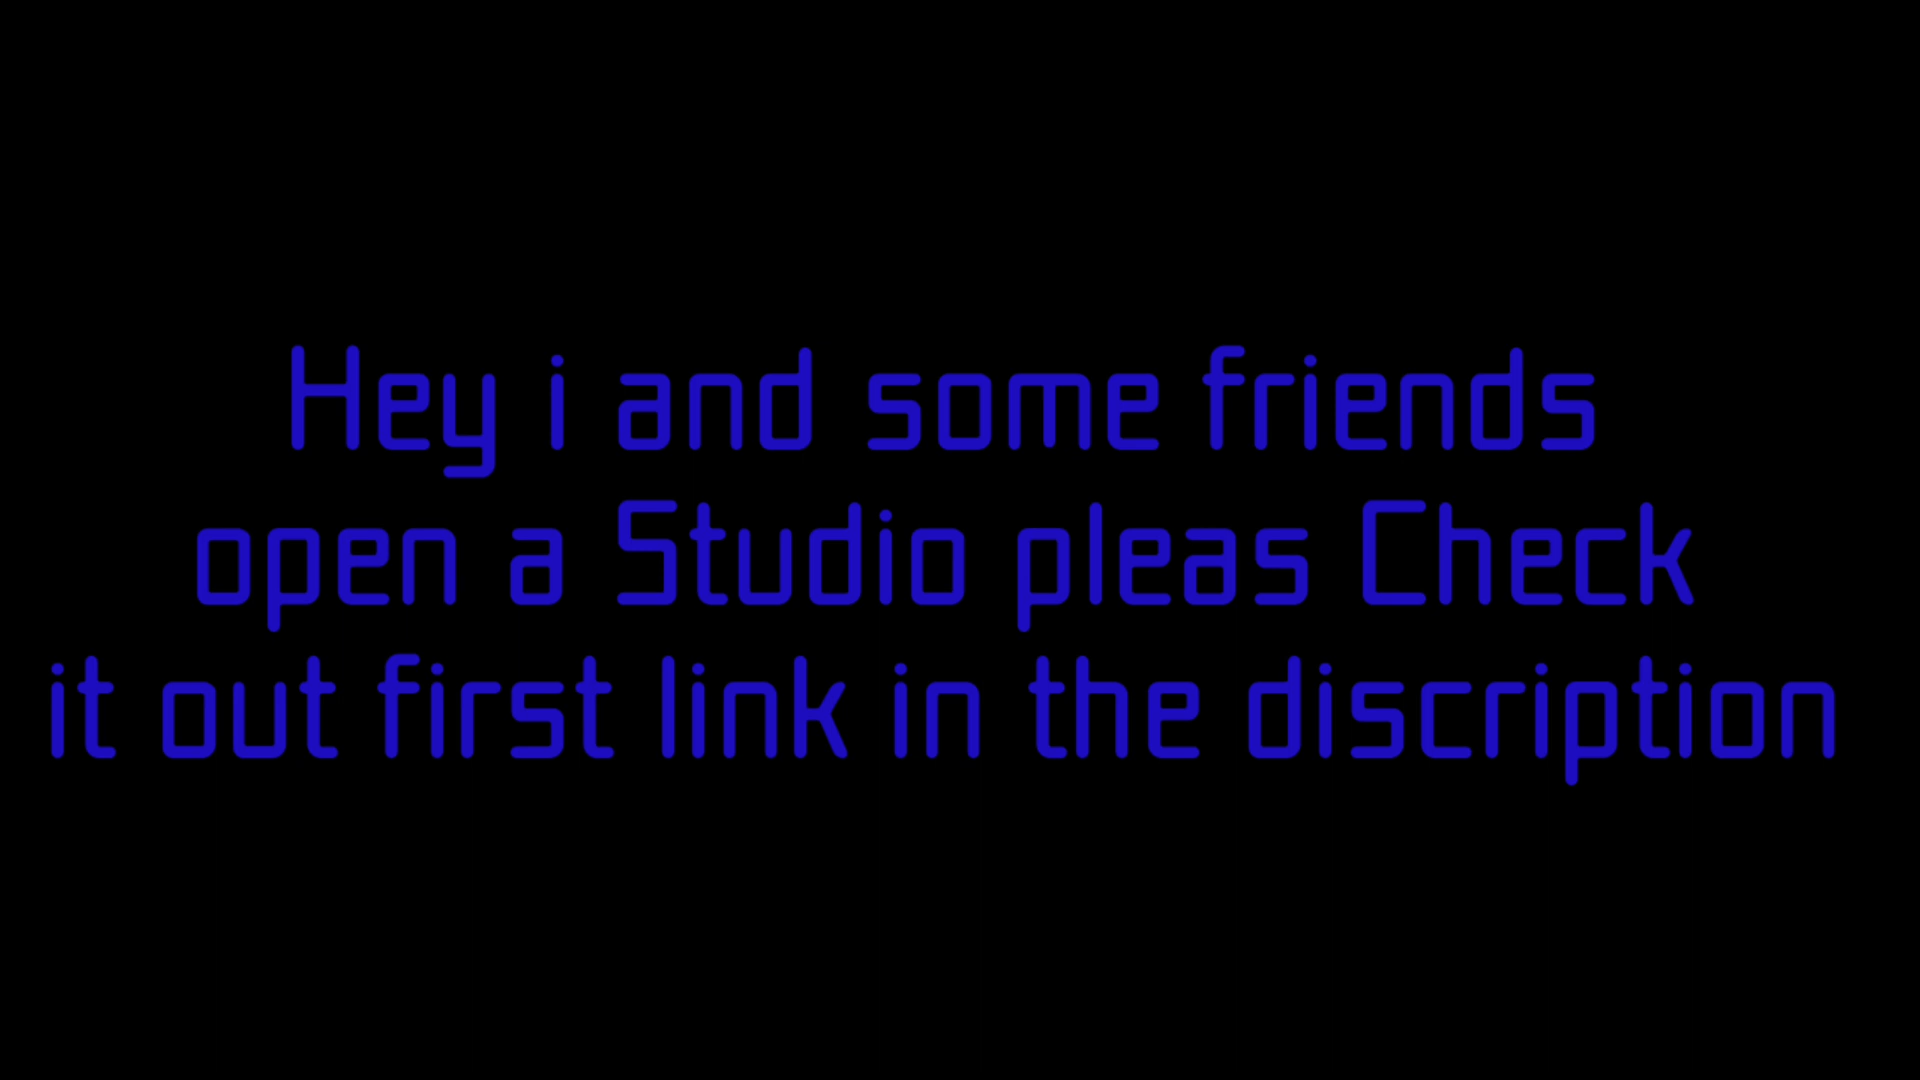 Hey i and some friends
open a Studio pleas Check
it out first link in the discription